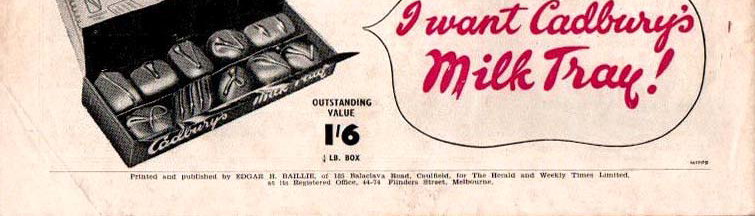 I want Cadbury's
Milk Tray!
Cadbury's Milk Tray
OUTSTANDING
VALUE
1'6
½ LB. BOX
Printed and published by EDGAR H. BAILLIE, of 185 Balaclava Road, Caulfield, for The Herald and Weekly Times Limited,
at its Registered Office, 44-74 Flinders Street, Melbourne.